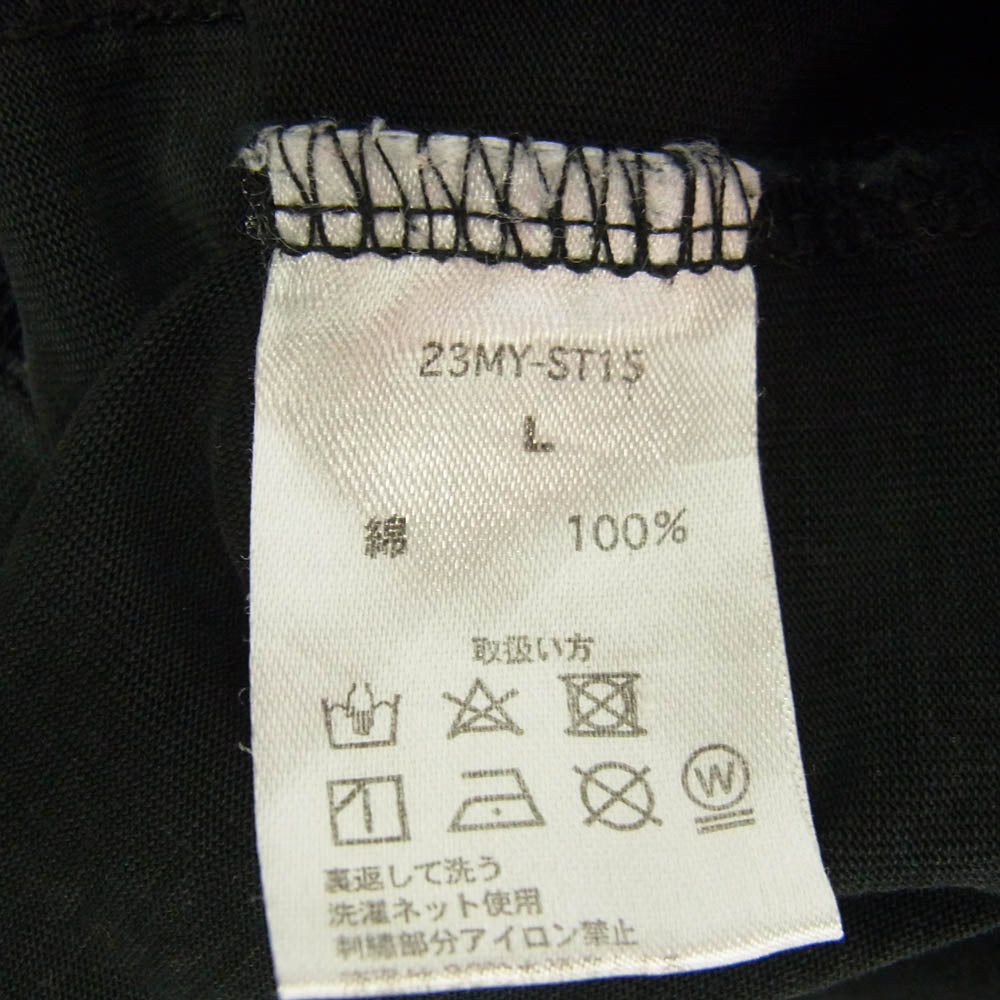 23MY-ST15
L
綿 100%
取扱い方
W
裏返して洗う
洗濯ネット使用
刺繍部分アイロン禁止